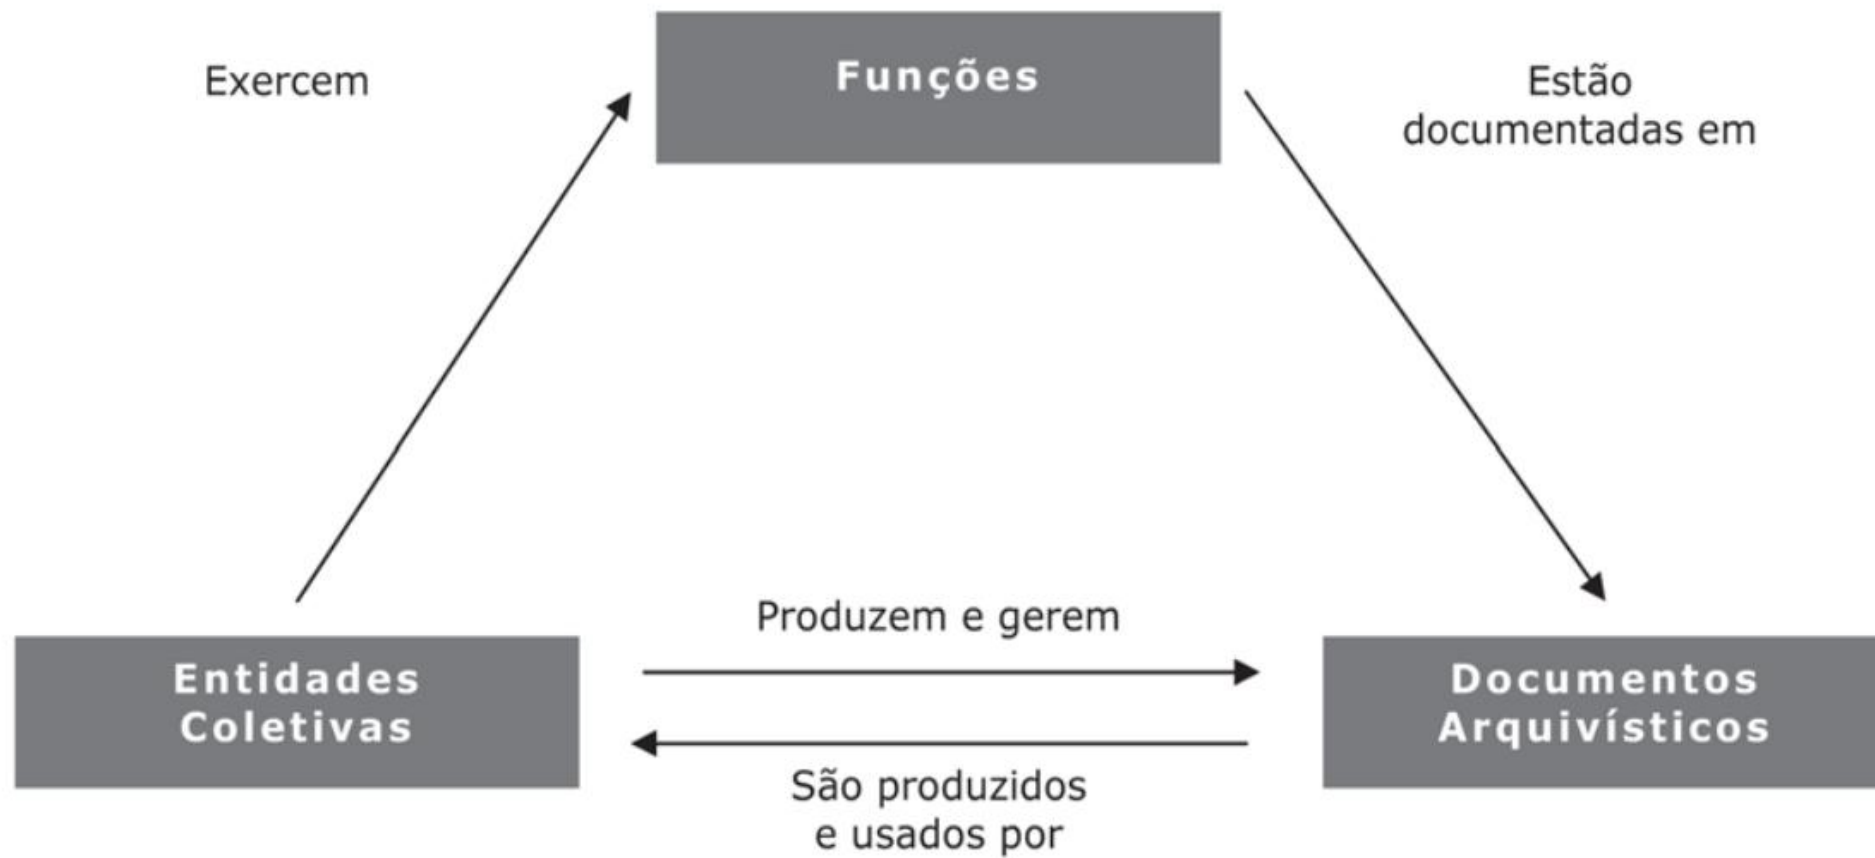 Exercem
Funções
Estão
documentadas em
Produzem e gerem
Entidades
Coletivas
Documentos
Arquivísticos
São produzidos
e usados por